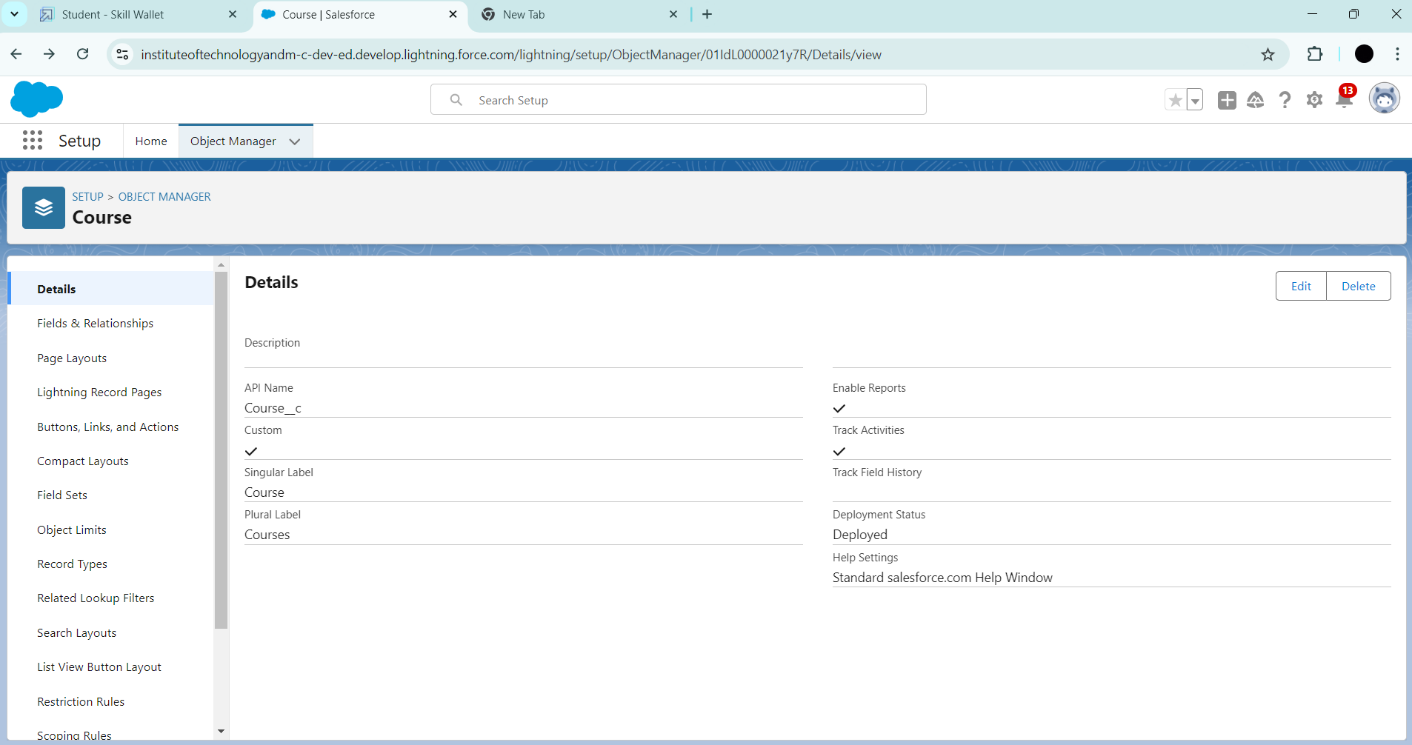 Student - Skill Wallet
Course | Salesforce
New Tab
instituteoftechnologyandm-c-dev-ed.develop.lightning.force.com/lightning/setup/ObjectManager/01IdL0000021y7R/Details/view
Search Setup
13
Setup
Home
Object Manager
SETUP > OBJECT MANAGER
Course
Details
Fields & Relationships
Page Layouts
Lightning Record Pages
Buttons, Links, and Actions
Compact Layouts
Field Sets
Object Limits
Record Types
Related Lookup Filters
Search Layouts
List View Button Layout
Restriction Rules
Scoping Rules
Details
Edit
Delete
Description
API Name
Course__c
Custom
Singular Label
Course
Plural Label
Courses
Enable Reports
Track Activities
Track Field History
Deployment Status
Deployed
Help Settings
Standard salesforce.com Help Window